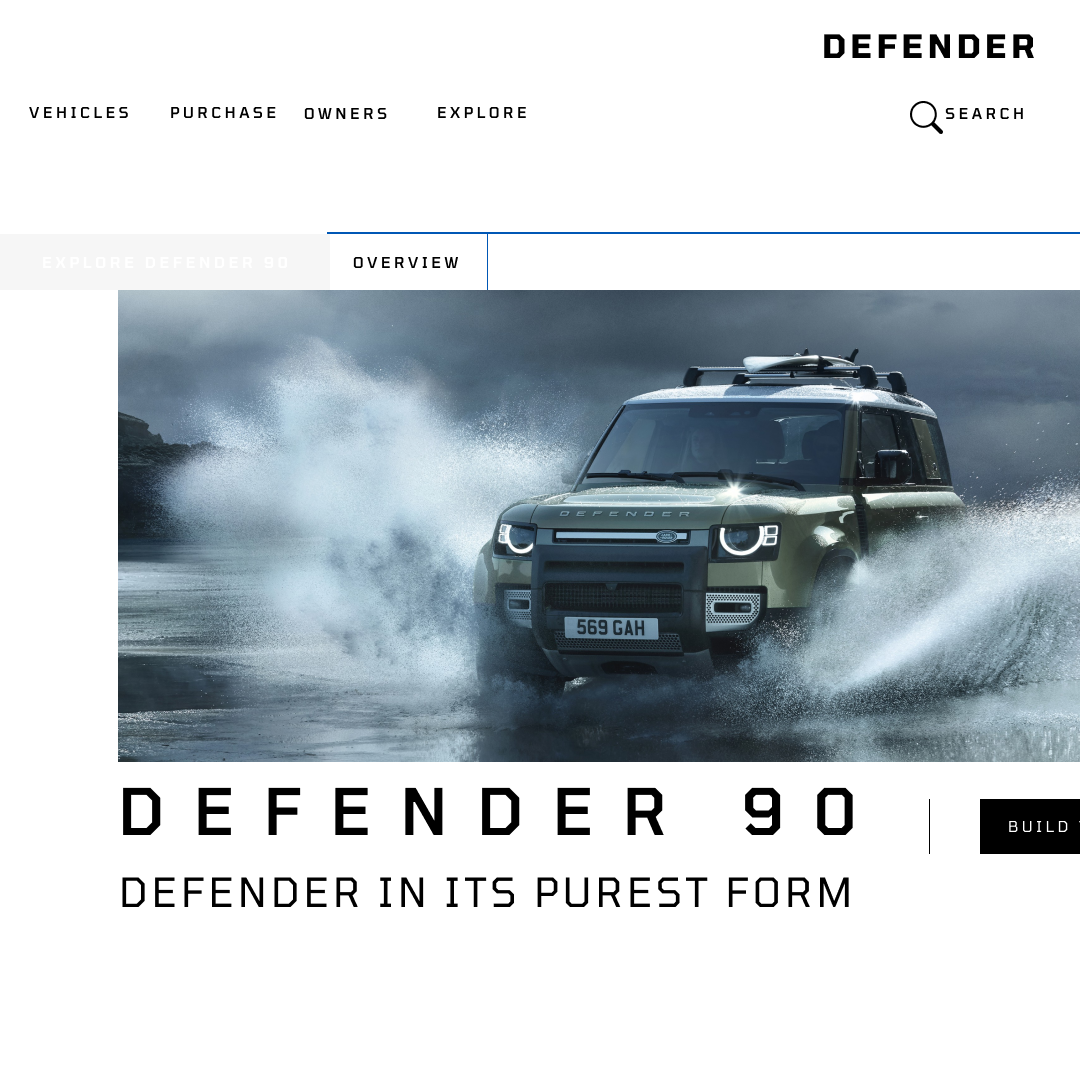 DEFENDER
VEHICLES PURCHASE OWNERS EXPLORE SEARCH
EXPLORE DEFENDER 90 OVERVIEW
DEFENDER
569 GAH
DEFENDER 90
BUILD
DEFENDER IN ITS PUREST FORM